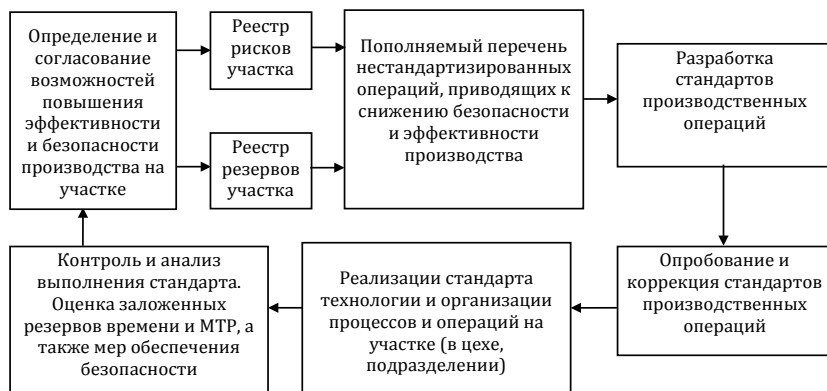 Определение и
согласование
возможностей
повышения
эффективности
и безопасности
производства на
участке
Реестр
рисков
участка
Реестр
резервов
участка
Пополняемый перечень
нестандартизированных
операций, приводящих к
снижению безопасности
и эффективности
производства
Разработка
стандартов
производственных
операций
Опробование и
коррекция стандартов
производственных
операций
Реализации стандарта
технологии и организации
процессов и операций на
участке (в цехе,
подразделении)
Контроль и анализ
выполнения стандарта.
Оценка заложенных
резервов времени и МТР, а
также мер обеспечения
безопасности